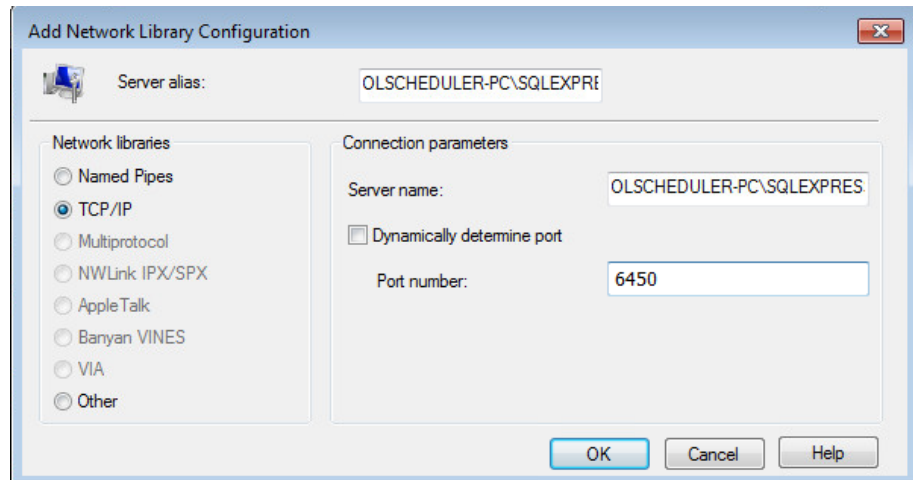 Add Network Library Configuration
Server alias:
OLSCHEDULER-PC\SQLEXPRE
Network libraries
Named Pipes
TCP/IP
Multiprotocol
NWLink IPX/SPX
AppleTalk
Banyan VINES
VIA
Other
Connection parameters
Server name:
OLSCHEDULER-PC\SQLEXPRES
Dynamically determine port
Port number:
6450
OK
Cancel
Help